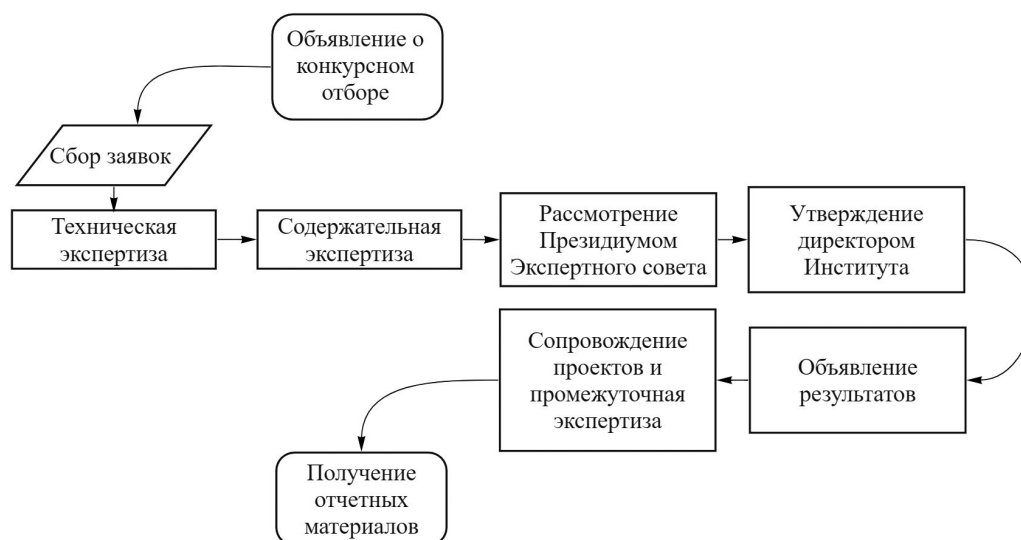 Объявление о
конкурсном
отборе
Сбор заявок
Техническая
экспертиза
Содержательная
экспертиза
Рассмотрение
Президиумом
Экспертного совета
Утверждение
директором
Института
Объявление
результатов
Сопровождение
проектов и
промежуточная
экспертиза
Получение
отчетных
материалов